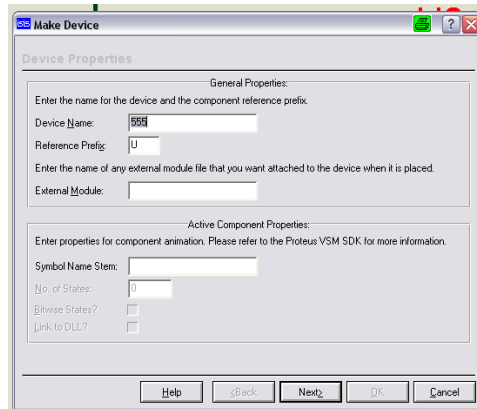 ISIS Make Device
?
Device Properties
General Properties:
Enter the name for the device and the component reference prefix.
Device Name: 555
Reference Prefix: U
Enter the name of any external module file that you want attached to the device when it is placed.
External Module:
Active Component Properties:
Enter properties for component animation. Please refer to the Proteus VSM SDK for more information.
Symbol Name Stem:
No. of States: 0
Bitwise States?
Link to DLL?
Help <Back Next> OK Cancel